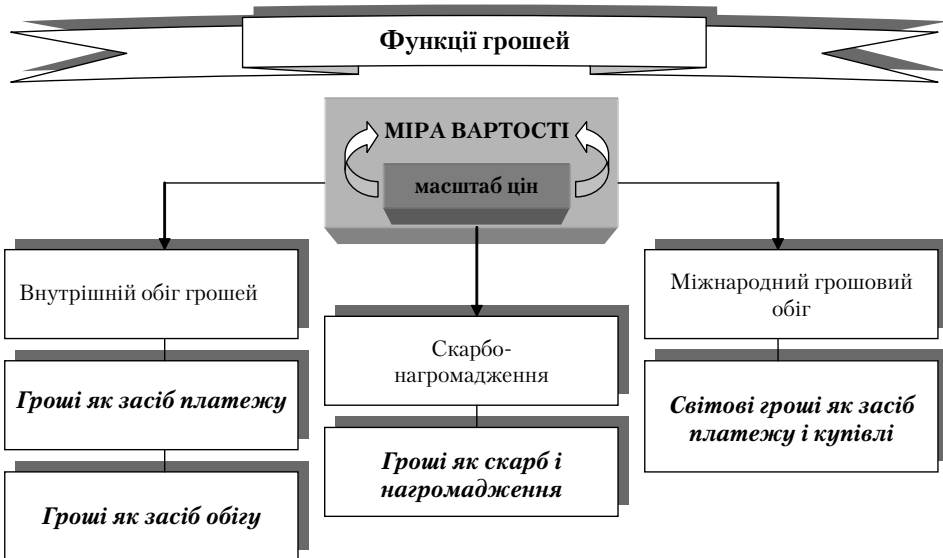 Функції грошей
МІРА ВАРТОСТІ
масштаб цін
Внутрішній обіг грошей
Гроші як засіб платежу
Гроші як засіб обігу
Скарбо-
нагромадження
Гроші як скарб і
нагромадження
Міжнародний грошовий
обіг
Світові гроші як засіб
платежу і купівлі